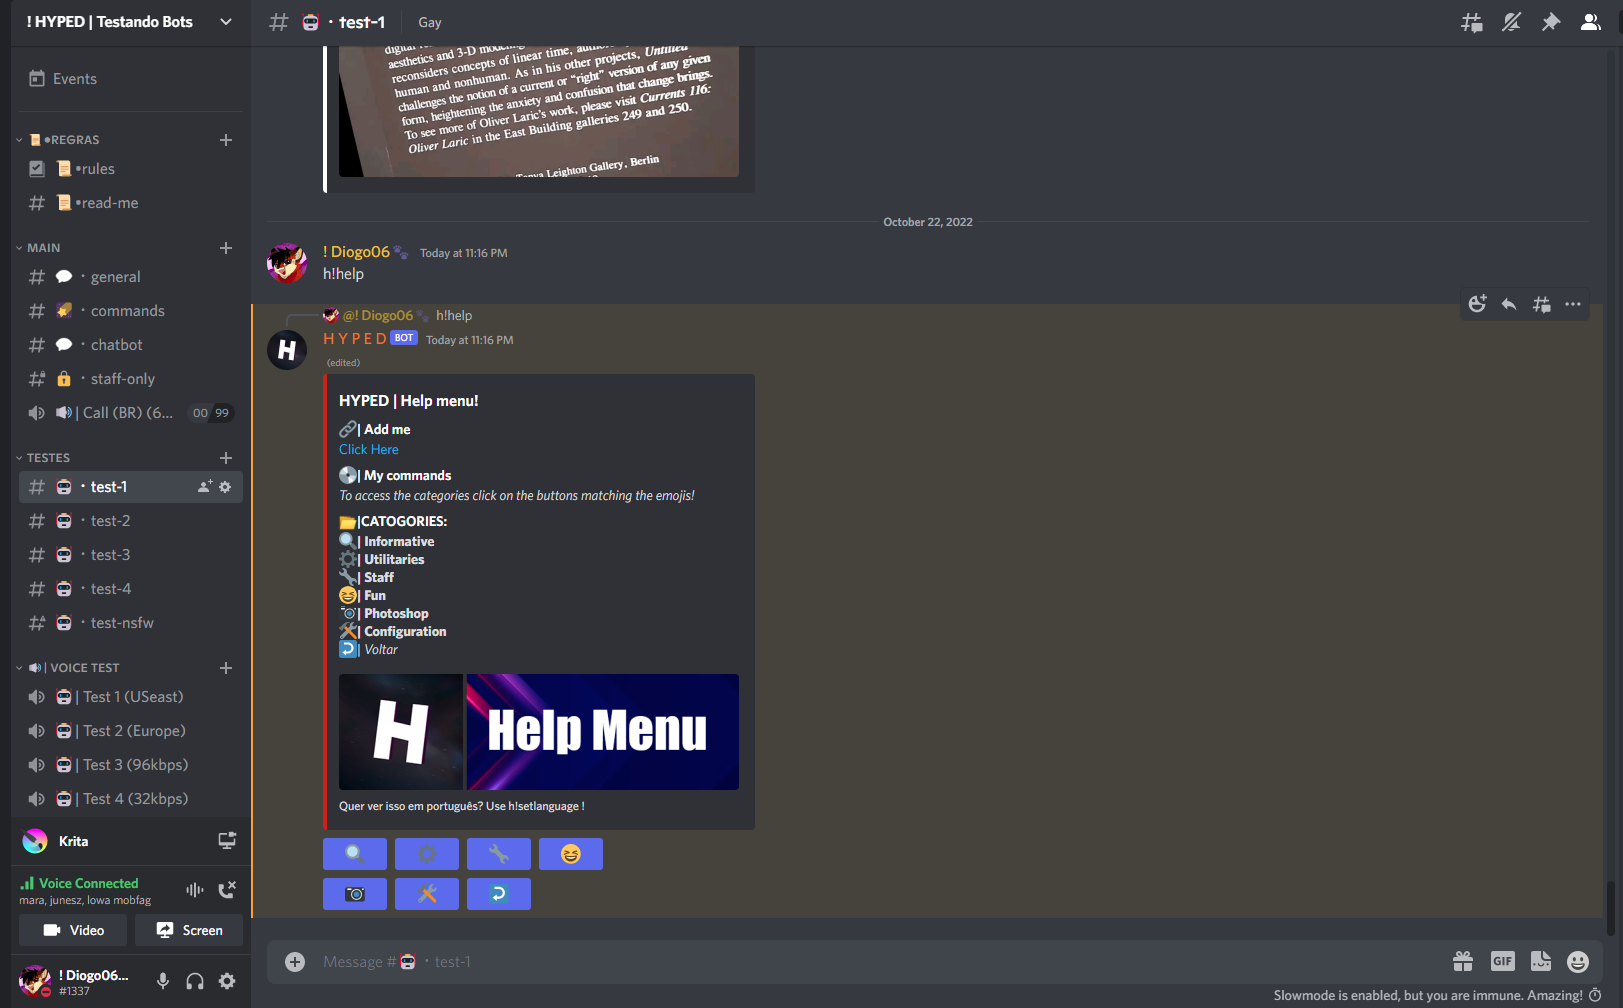 ! HYPED | Testando Bots
Events
•REGRAS
•rules
•read-me
MAIN
・general
・commands
・chatbot
・staff-only
| Call (BR) (6...
00 99
TESTES
・test-1
・test-2
・test-3
・test-4
・test-nsfw
| VOICE TEST
| Test 1 (USeast)
| Test 2 (Europe)
| Test 3 (96kbps)
| Test 4 (32kbps)
Krita
Voice Connected
mara, junesz, lowa mobfag
Video
Screen
! Diogo06...
#1337
・test-1
Gay
aesthetics and 3-D
reconsiders concepts of linear time,
human and nonhuman. As in his other projects, Untitled
challenges the notion of a current or "right" version of any given
form, heightening the anxiety and confusion that change brings.
To see more of Oliver Laric's work, please visit Currents 116:
Oliver Laric in the East Building galleries 249 and 250.
Tanya Leighton Gallery, Berlin
October 22, 2022
! Diogo06 Today at 11:16 PM
h!help
@! Diogo06 h!help
H Y P E D BOT Today at 11:16 PM
(edited)
HYPED | Help menu!
| Add me
Click Here
| My commands
To access the categories click on the buttons matching the emojis!
|CATOGORIES:
| Informative
| Utilitaries
| Staff
| Fun
| Photoshop
| Configuration
| Voltar
H
Help Menu
Quer ver isso em português? Use h!setlanguage !
Message #・test-1
GIF
Slowmode is enabled, but you are immune. Amazing!